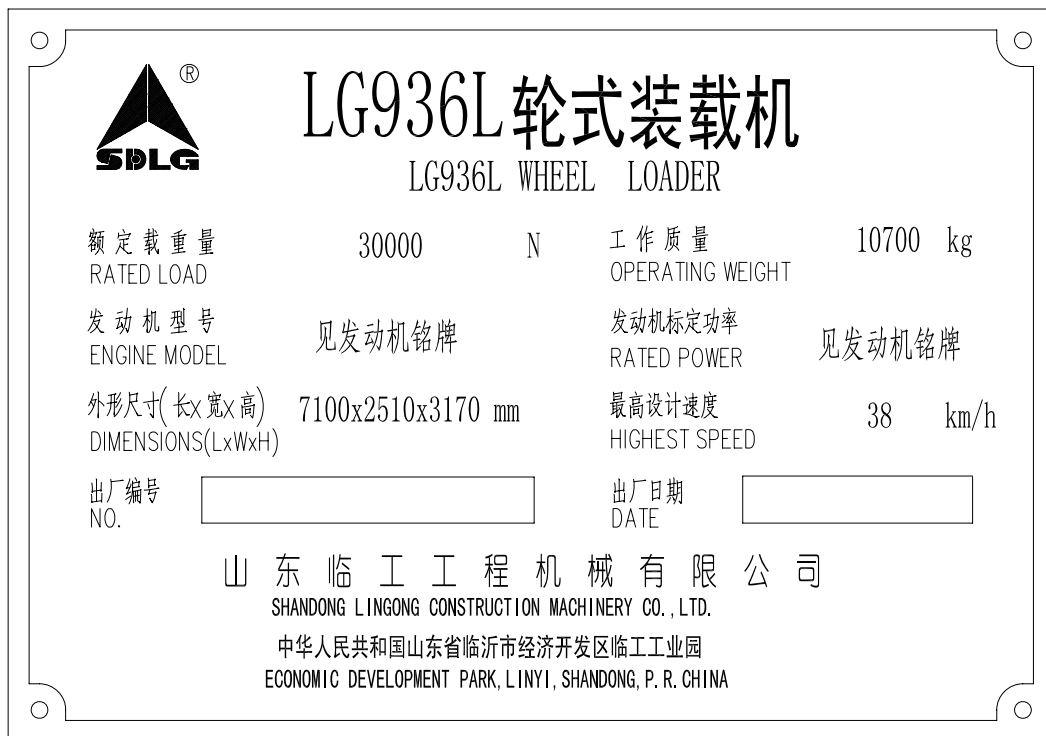 ®
SDLG
LG936L轮式装载机
LG936L WHEEL LOADER
额定载重量 30000 N 工作质量 10700 kg
RATED LOAD OPERATING WEIGHT
发动机型号 见发动机铭牌 发动机标定功率 见发动机铭牌
ENGINE MODEL RATED POWER
外形尺寸(长x宽x高) 7100x2510x3170 mm 最高设计速度 38 km/h
DIMENSIONS(LxWxH) HIGHEST SPEED
出厂编号 出厂日期
NO. DATE
山东临工工程机械有限公司
SHANDONG LINGONG CONSTRUCTION MACHINERY CO.,LTD.
中华人民共和国山东省临沂市经济开发区临工工业园
ECONOMIC DEVELOPMENT PARK,LINYI,SHANDONG,P.R.CHINA